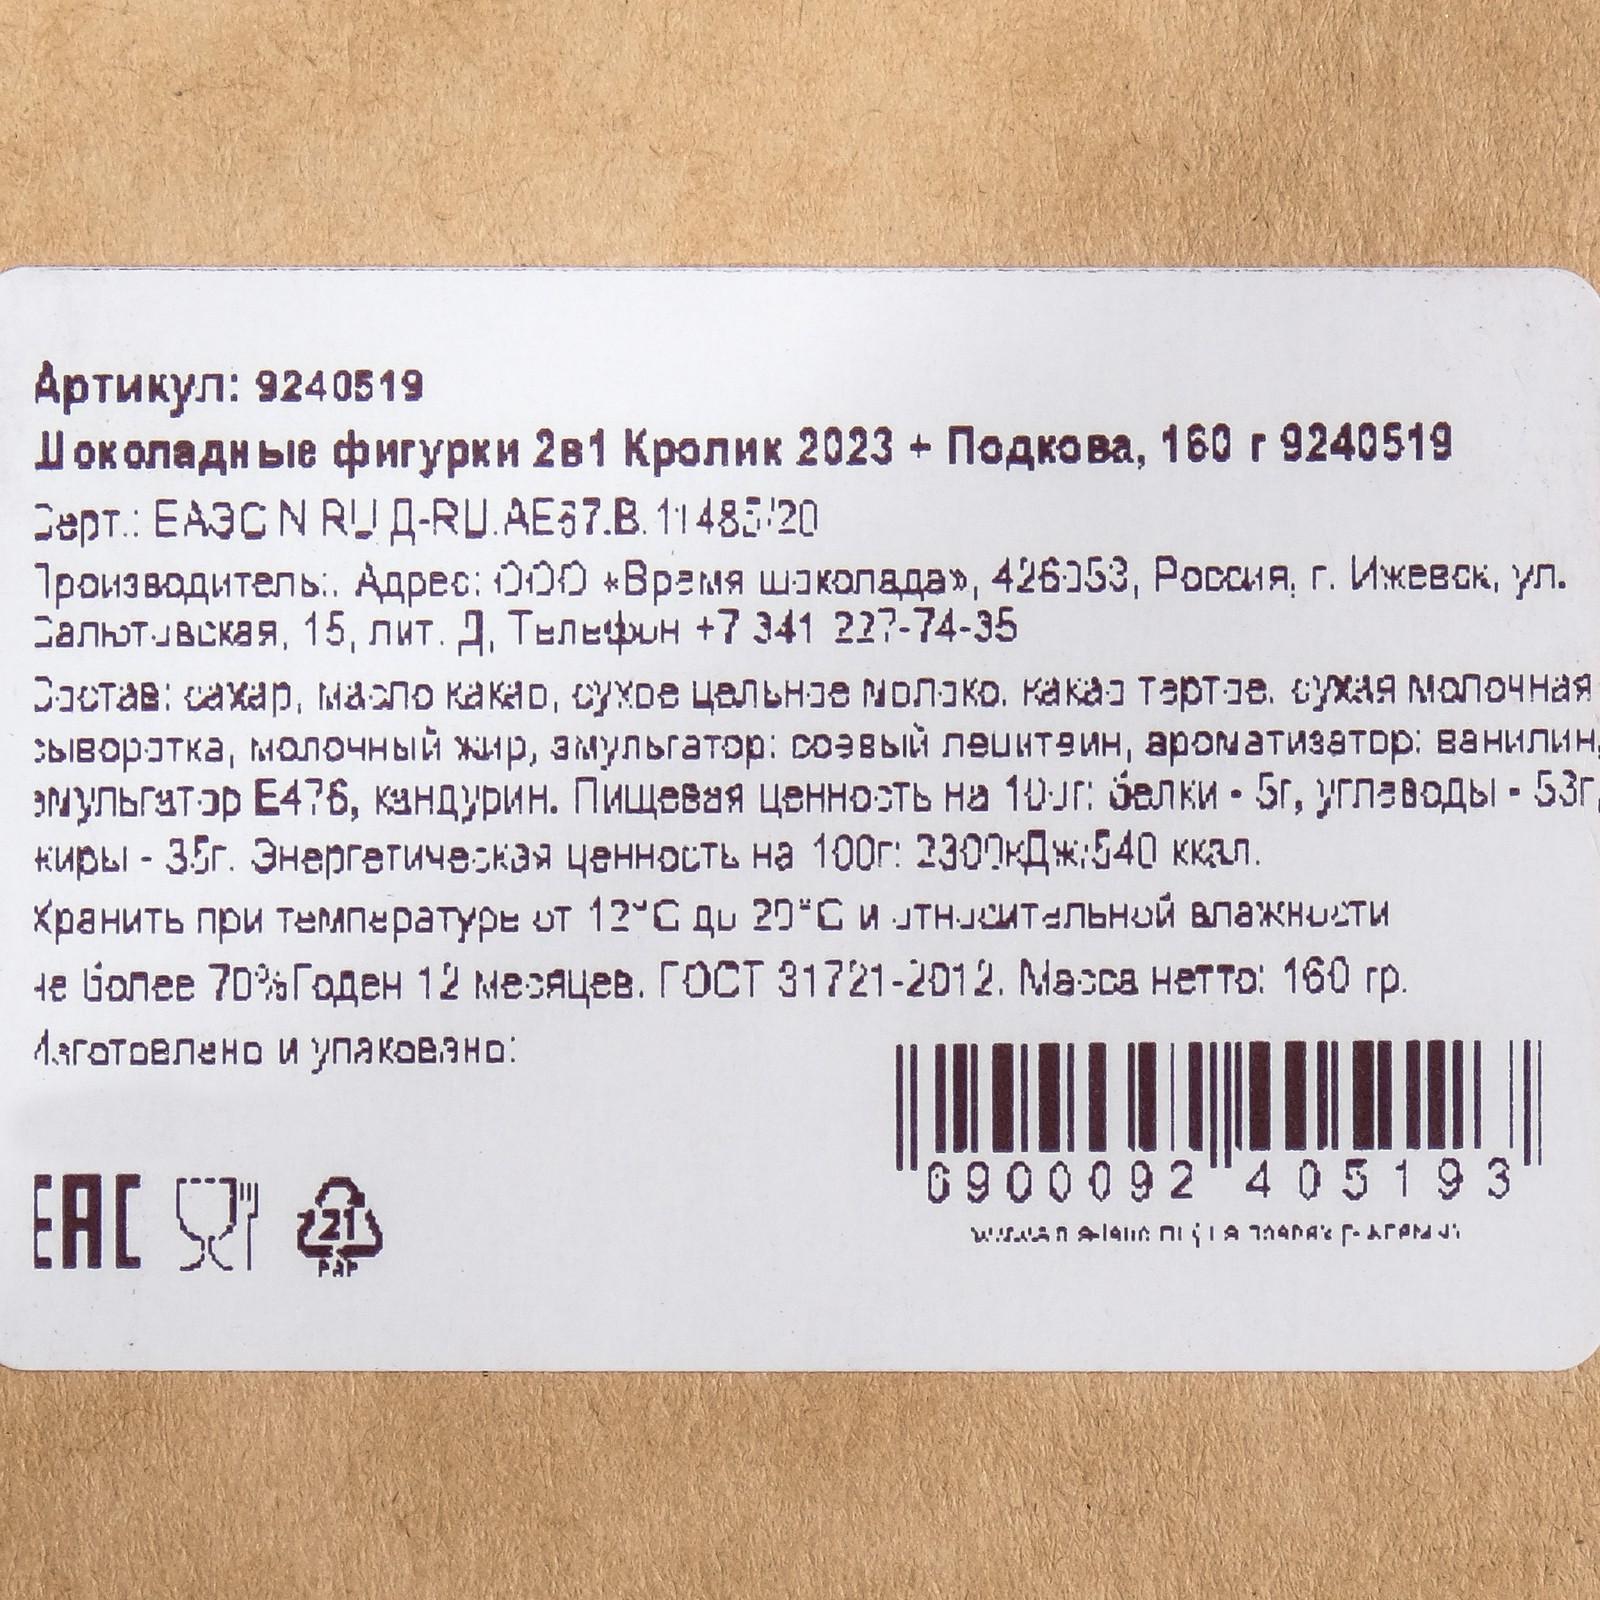 Артикул: 9240519
Шоколадные фигурки 2в1 Кролик 2023 + Подкова, 160 г 9240519
Серт.: ЕАЭС N RU Д-RU.АЕ67.В.11485/20
Производитель:. Адрес: ООО «Время шоколада», 426053, Россия, г. Ижевск, ул.
Салютовская, 15, лит. Д, Телефон +7 341 227-74-35
Состав: сахар, масло какао, сухое цельное молоко, какао тертое, сухая молочная
сыворотка, молочный жир, эмульгатор: соевый лецитеин, ароматизатор: ванилин,
эмульгатор Е476, кандурин. Пищевая ценность на 100г: белки - 5г, углеводы - 53г,
жиры - 35г. Энергетическая ценность на 100г: 2300кДж/540 ккал.
Хранить при температуре от 12°С до 20°С и относительной влажности
не более 70%Годен 12 месяцев. ГОСТ 31721-2012. Масса нетто: 160 гр.
Изготовлено и упаковано:
6900092 405193
EAC
21
PAP